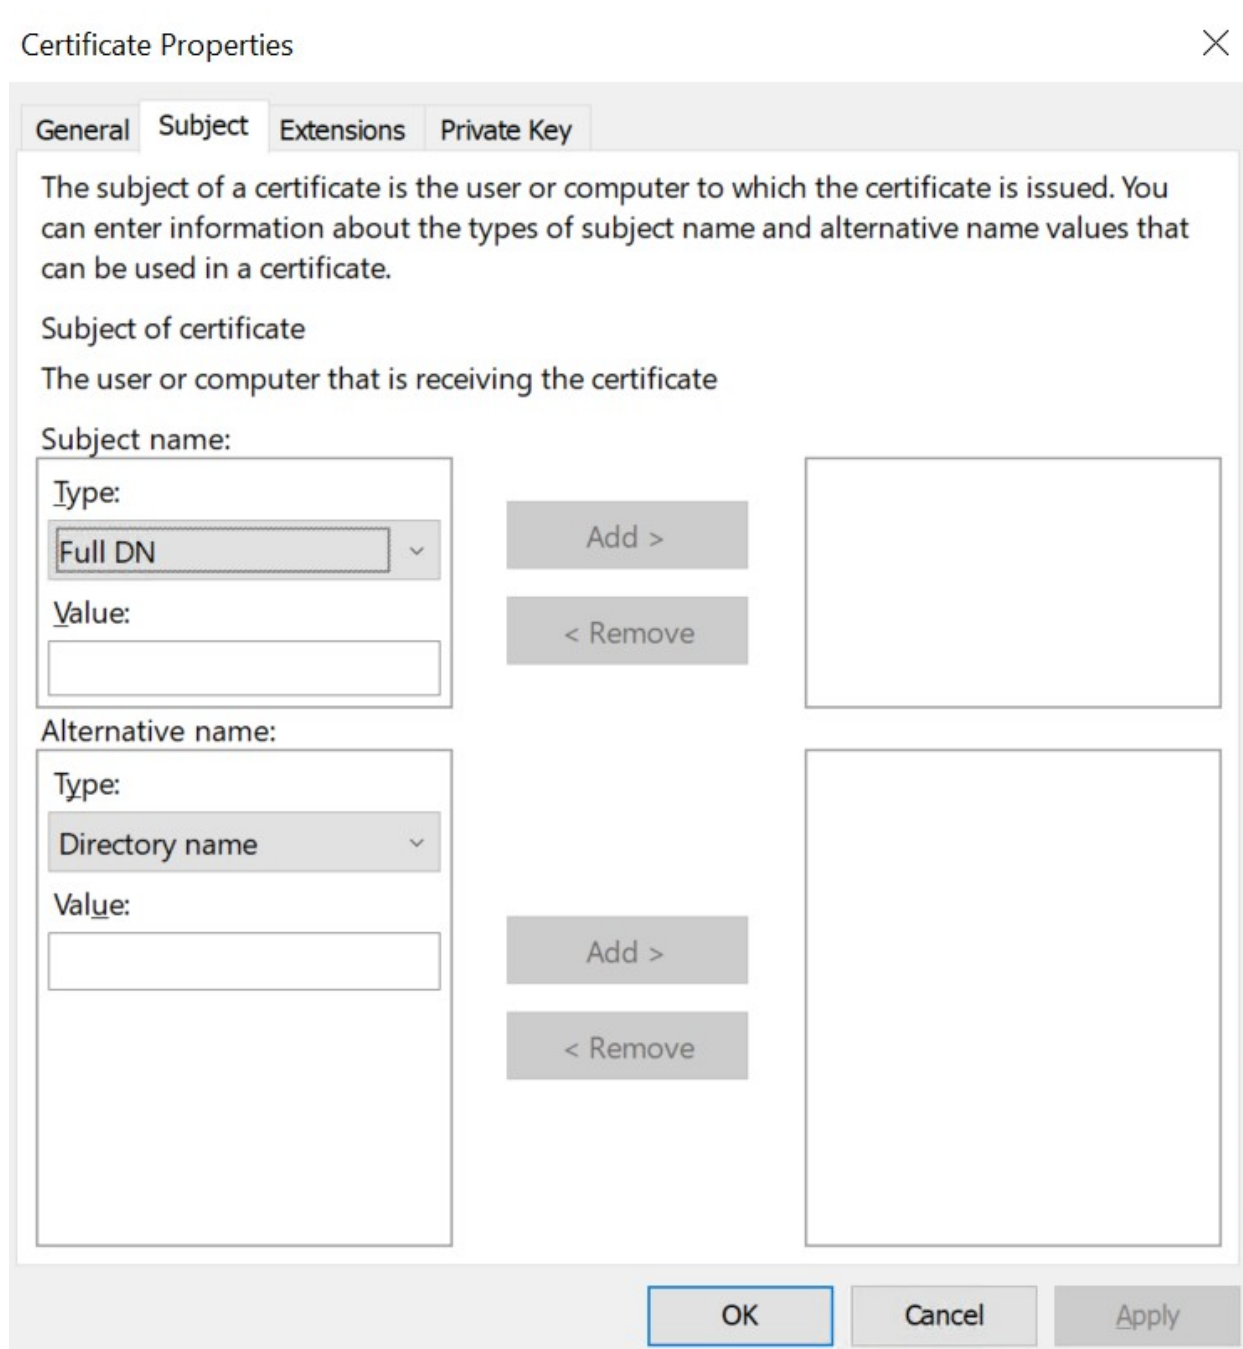 Certificate Properties
General Subject Extensions Private Key
The subject of a certificate is the user or computer to which the certificate is issued. You
can enter information about the types of subject name and alternative name values that
can be used in a certificate.
Subject of certificate
The user or computer that is receiving the certificate
Subject name:
Type:
Full DN
Value:
Add >
< Remove
Alternative name:
Type:
Directory name
Value:
Add >
< Remove
OK Cancel Apply